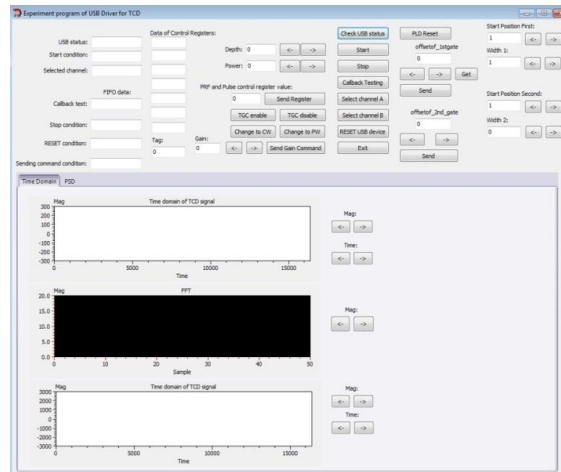 Experiment program of USB Driver for TCD
USB status:
Start condition:
Selected channel:
FIFO data:
Callback test:
Stop condition:
RESET condition:
Sending command condition:
Data of Control Registers:
Tag:
0
Gain:
0
Depth: 0
<- ->
Power: 0
<- ->
PRF and Pulse control register value:
0
Send Register
TGC enable
TGC disable
Change to CW
Change to PW
<- ->
Send Gain Command
Check USB status
Start
Stop
Callback Testing
Select channel A
Select channel B
RESET USB device
Exit
PLD Reset
offsetof_1stgate
0
<- -> Get
Send
offsetof_2nd_gate
0
<- ->
Send
Start Position First:
1
<- ->
Width 1:
1
<- ->
Start Position Second:
1
<- ->
Width 2:
0
<- ->
Time Domain
PSD
Mag
Time domain of TCD signal
300
200
100
0
-100
-200
-300
0 5000 10000 15000
Time
Mag:
<- ->
Time:
<- ->
Mag
FFT
20.0
15.0
10.0
5.0
0.0
0 10 20 30 40 50
Sample
Mag:
<- ->
Mag
Time domain of TCD signal
3000
2000
1000
0
-1000
-2000
-3000
0 5000 10000 15000
Time
Mag:
<- ->
Time:
<- ->